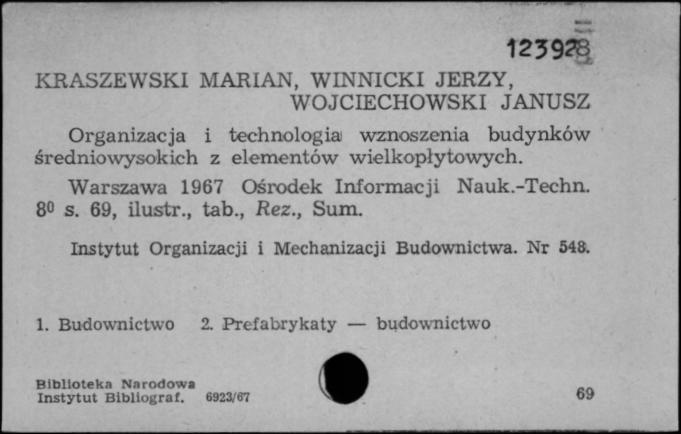 123928
KRASZEWSKI MARIAN, WINNICKI JERZY,
WOJCIECHOWSKI JANUSZ
Organizacja i technologia wznoszenia budynków
średniowysokich z elementów wielkopłytowych.
Warszawa 1967 Ośrodek Informacji Nauk.-Techn.
8⁰ s. 69, ilustr., tab., Rez., Sum.
Instytut Organizacji i Mechanizacji Budownictwa. Nr 548.
1. Budownictwo 2. Prefabrykaty — budownictwo
Biblioteka Narodowa
Instytut Bibliograf. 6923/67 69